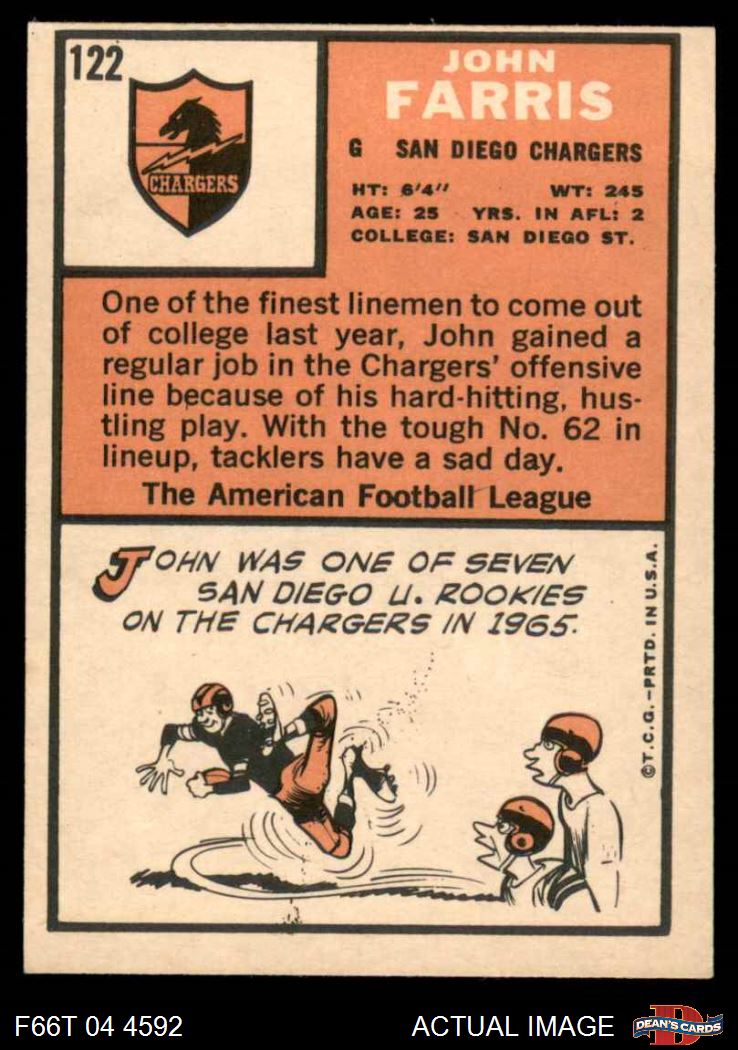 122
CHARGERS
JOHN
FARRIS
G SAN DIEGO CHARGERS
HT: 6'4" WT: 245
AGE: 25 YRS. IN AFL: 2
COLLEGE: SAN DIEGO ST.
One of the finest linemen to come out
of college last year, John gained a
regular job in the Chargers' offensive
line because of his hard-hitting, hus-
tling play. With the tough No. 62 in
lineup, tacklers have a sad day.
The American Football League
JOHN WAS ONE OF SEVEN
SAN DIEGO U. ROOKIES
ON THE CHARGERS IN 1965.
©T.C.G.—PRTD. IN U.S.A.
F66T 04 4592
ACTUAL IMAGE
D
DEAN'S CARDS